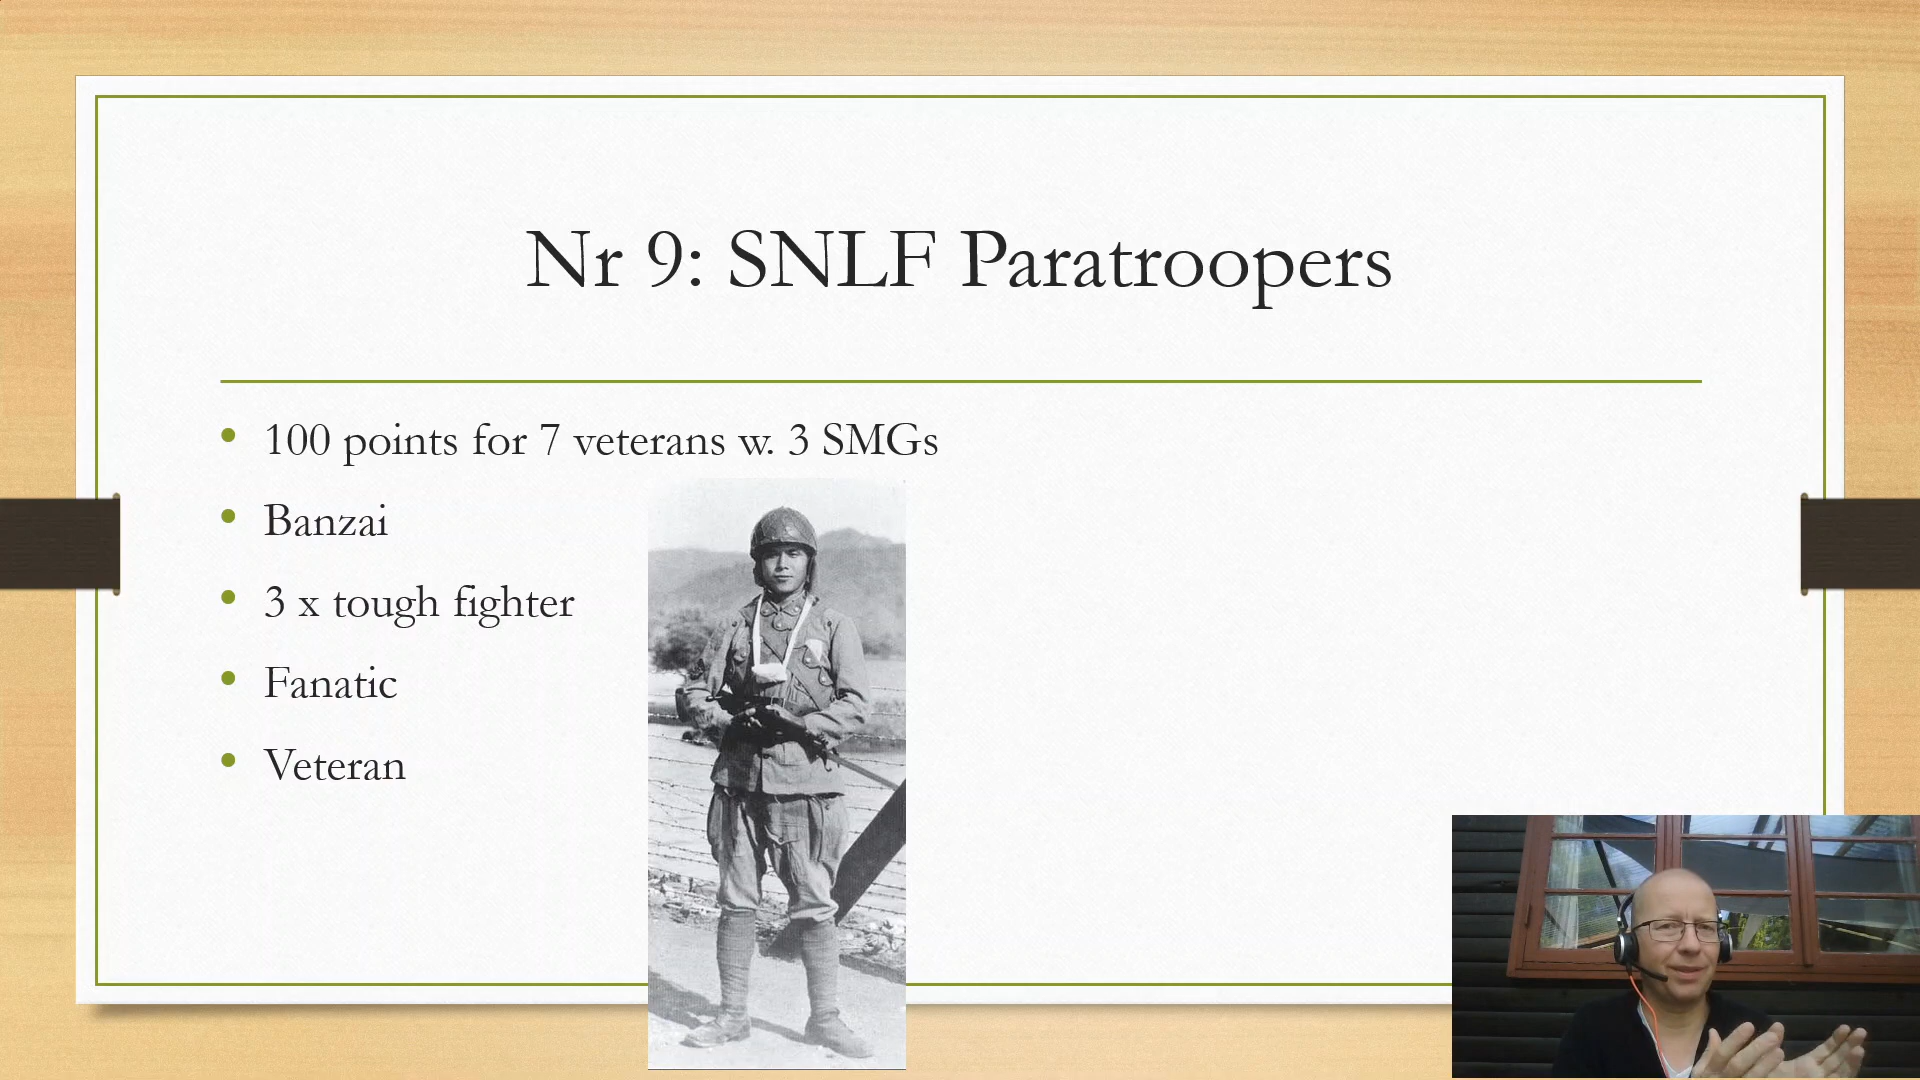 Nr 9: SNLF Paratroopers
100 points for 7 veterans w. 3 SMGs
Banzai
3 x tough fighter
Fanatic
Veteran